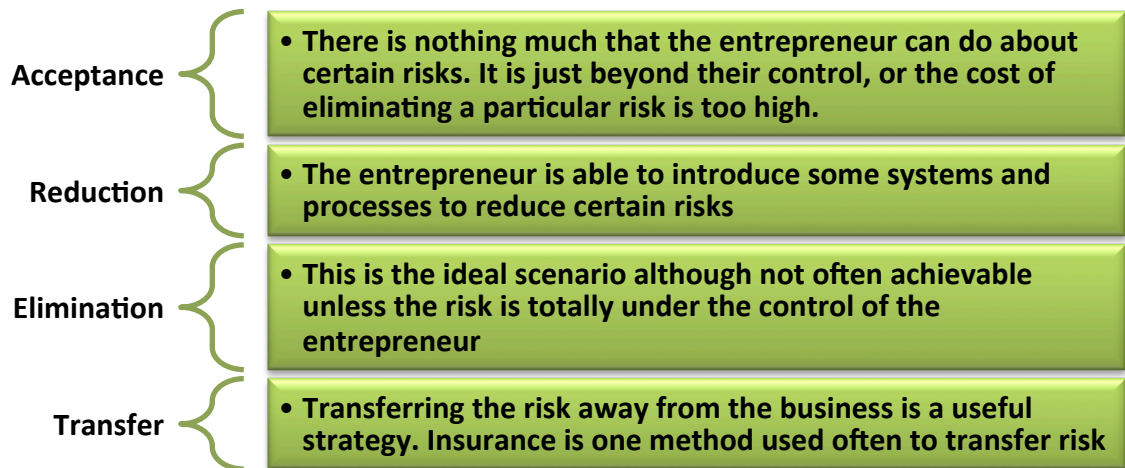 Acceptance
• There is nothing much that the entrepreneur can do about
certain risks. It is just beyond their control, or the cost of
eliminating a particular risk is too high.
Reduction
• The entrepreneur is able to introduce some systems and
processes to reduce certain risks
Elimination
• This is the ideal scenario although not often achievable
unless the risk is totally under the control of the
entrepreneur
Transfer
• Transferring the risk away from the business is a useful
strategy. Insurance is one method used often to transfer risk